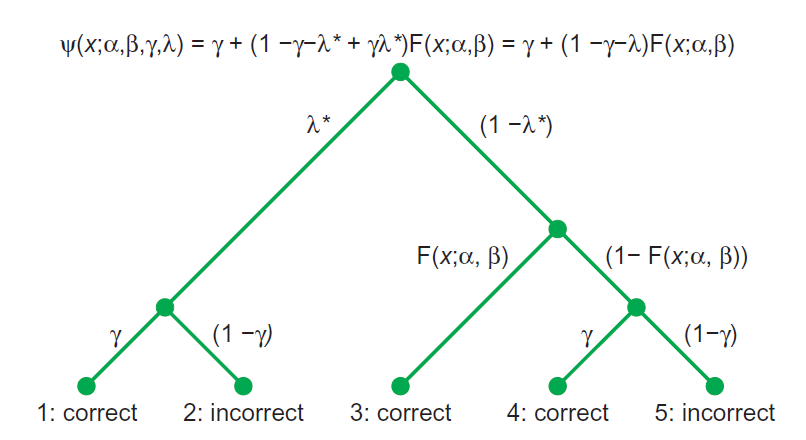 ψ(x;α,β,γ,λ) = γ + (1 −γ−λ* + γλ*)F(x;α,β) = γ + (1 −γ−λ)F(x;α,β)
λ* (1 −λ*)
F(x;α, β) (1− F(x;α, β))
γ (1 −γ) γ (1−γ)
1: correct 2: incorrect 3: correct 4: correct 5: incorrect